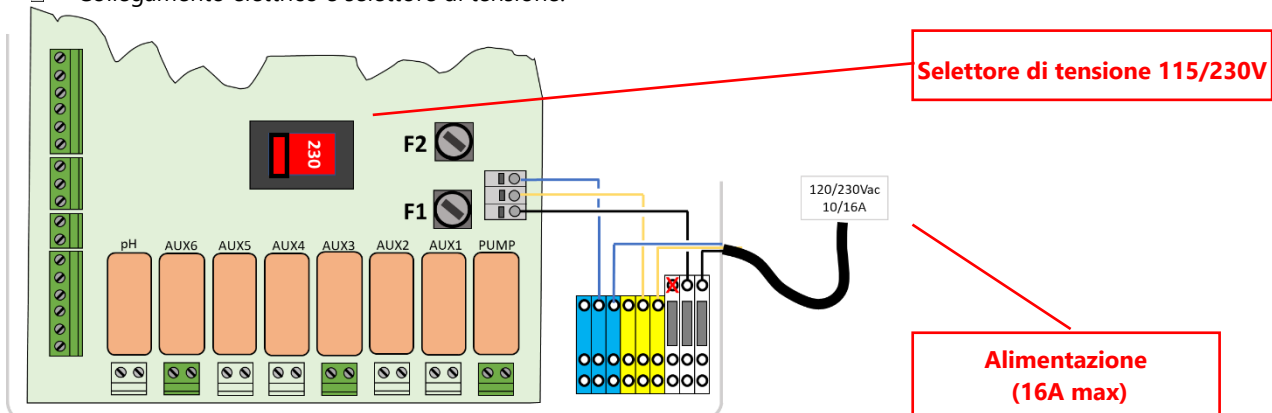 Collegamento elettrico e selettore di tensione.
Selettore di tensione 115/230V
230
F2
F1
120/230Vac
10/16A
pH AUX6 AUX5 AUX4 AUX3 AUX2 AUX1 PUMP
Alimentazione
(16A max)